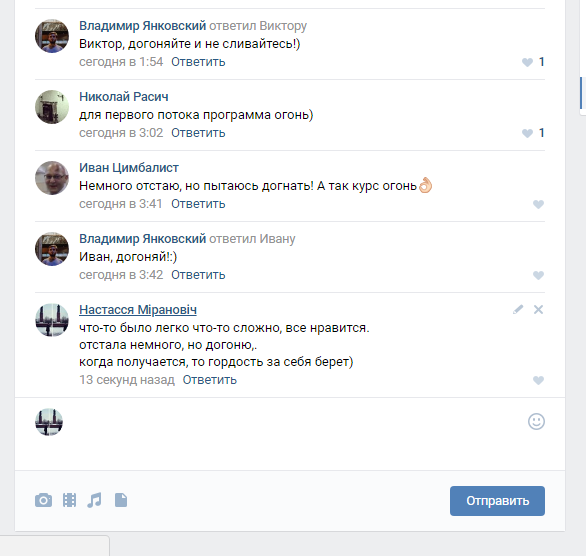 Владимир Янковский ответил Виктору
Виктор, догоняйте и не сливайтесь!)
сегодня в 1:54 Ответить 1
Николай Расич
для первого потока программа огонь)
сегодня в 3:02 Ответить 1
Иван Цимбалист
Немного отстаю, но пытаюсь догнать! А так курс огонь👌
сегодня в 3:41 Ответить
Владимир Янковский ответил Ивану
Иван, догоняй!:)
сегодня в 3:42 Ответить
Настасся Мірановіч
что-то было легко что-то сложно, все нравится.
отстала немного, но догоню,.
когда получается, то гордость за себя берет)
13 секунд назад Ответить
Отправить